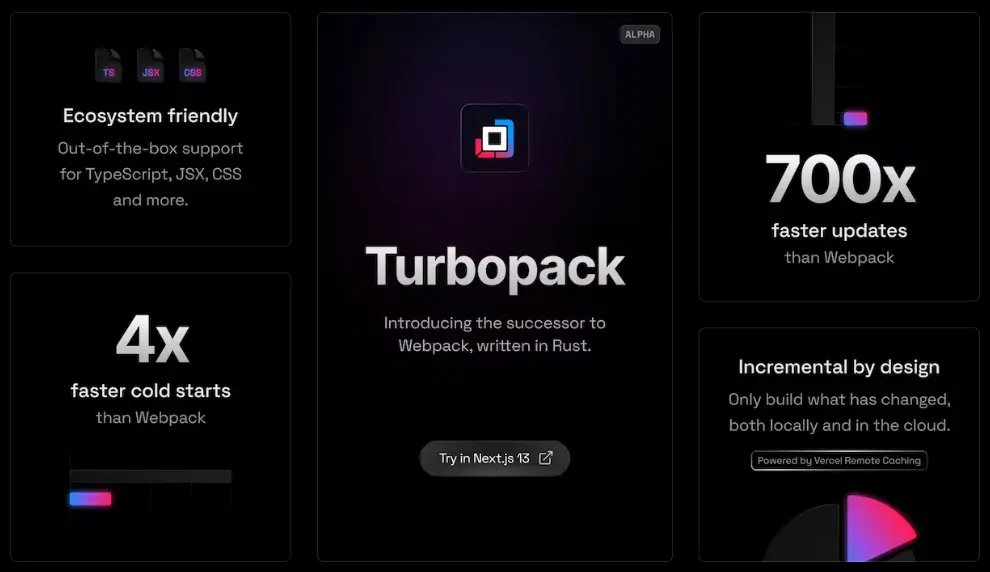 TS
JSX
CSS
Ecosystem friendly
Out-of-the-box support
for TypeScript, JSX, CSS
and more.
4x
faster cold starts
than Webpack
ALPHA
Turbopack
Introducing the successor to
Webpack, written in Rust.
Try in Next.js 13
700x
faster updates
than Webpack
Incremental by design
Only build what has changed,
both locally and in the cloud.
Powered by Vercel Remote Caching